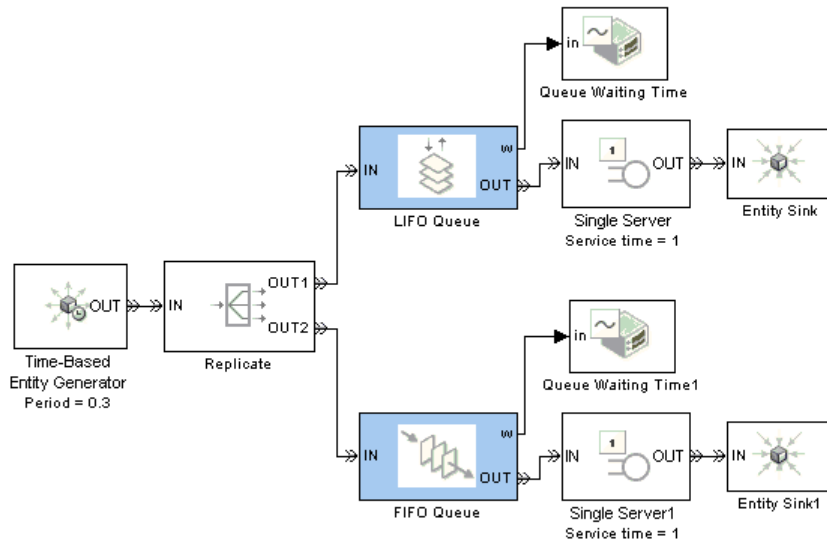 in
Queue Waiting Time
w
IN
OUT
LIFO Queue
1
IN
OUT
Single Server
Service time = 1
IN
Entity Sink
OUT
Time-Based
Entity Generator
Period = 0.3
IN
OUT1
OUT2
Replicate
in
Queue Waiting Time1
w
IN
OUT
FIFO Queue
1
IN
OUT
Single Server1
Service time = 1
IN
Entity Sink1